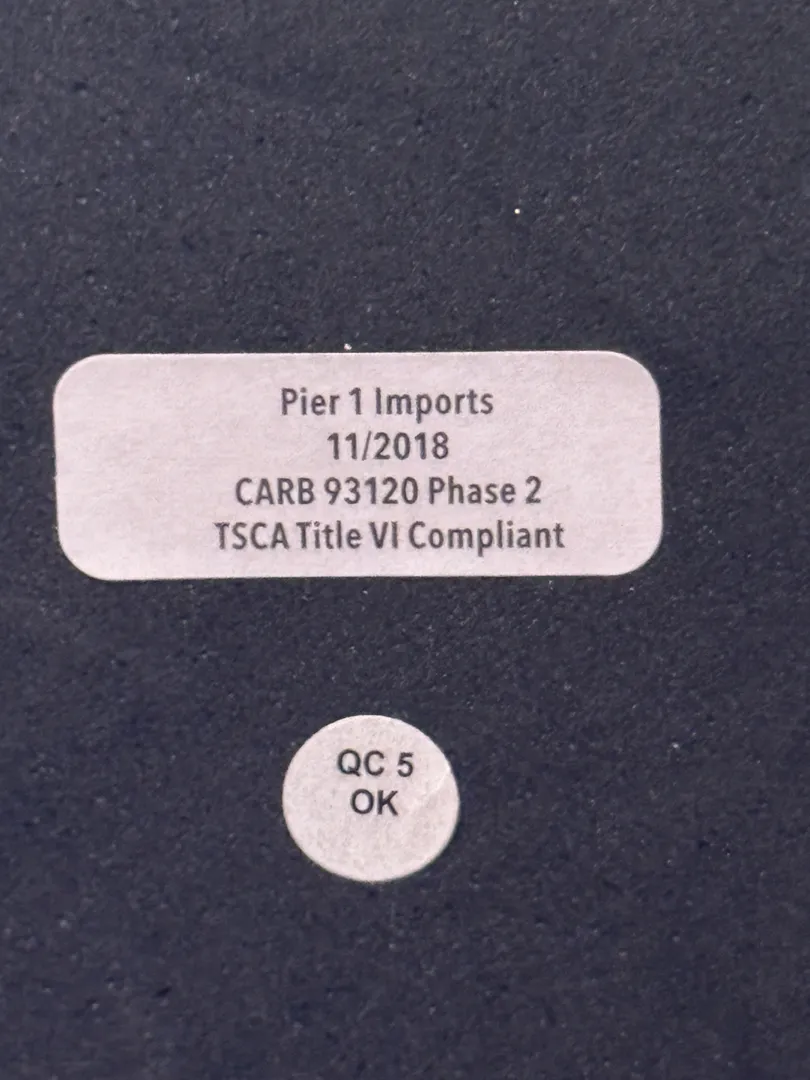 Pier 1 Imports
11/2018
CARB 93120 Phase 2
TSCA Title VI Compliant
QC 5
OK